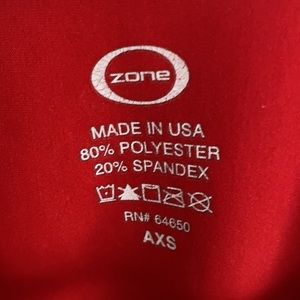 zone
MADE IN USA
80% POLYESTER
20% SPANDEX
RN# 64650
AXS